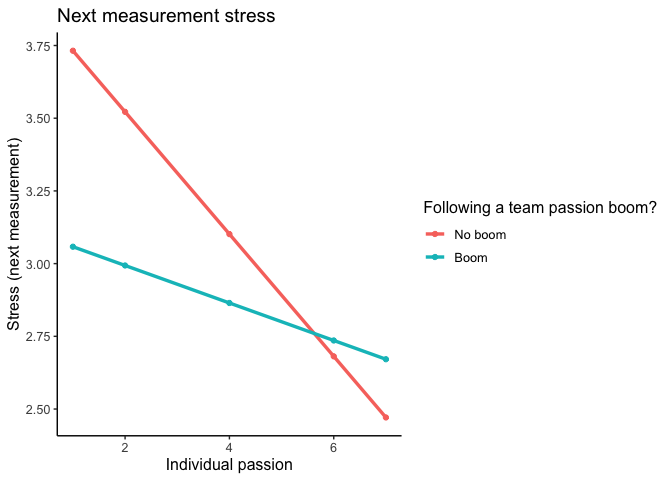 Next measurement stress
Stress (next measurement)
3.75
3.50
3.25
3.00
2.75
2.50
2
4
6
Individual passion
Following a team passion boom?
No boom
Boom